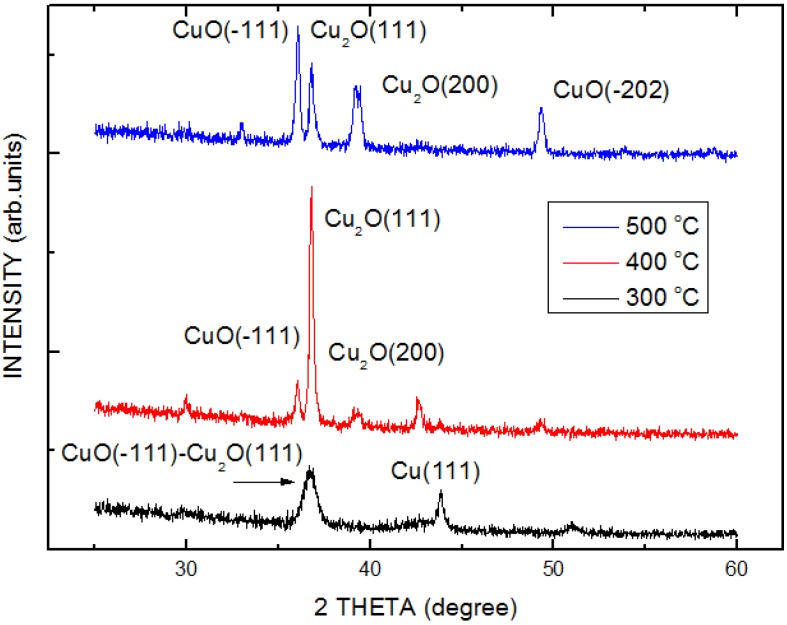 CuO(-111) Cu₂O(111)
Cu₂O(200) CuO(-202)
Cu₂O(111)
500 °C
400 °C
300 °C
CuO(-111)
Cu₂O(200)
CuO(-111)-Cu₂O(111)
Cu(111)
INTENSITY (arb.units)
30 40 50 60
2 THETA (degree)